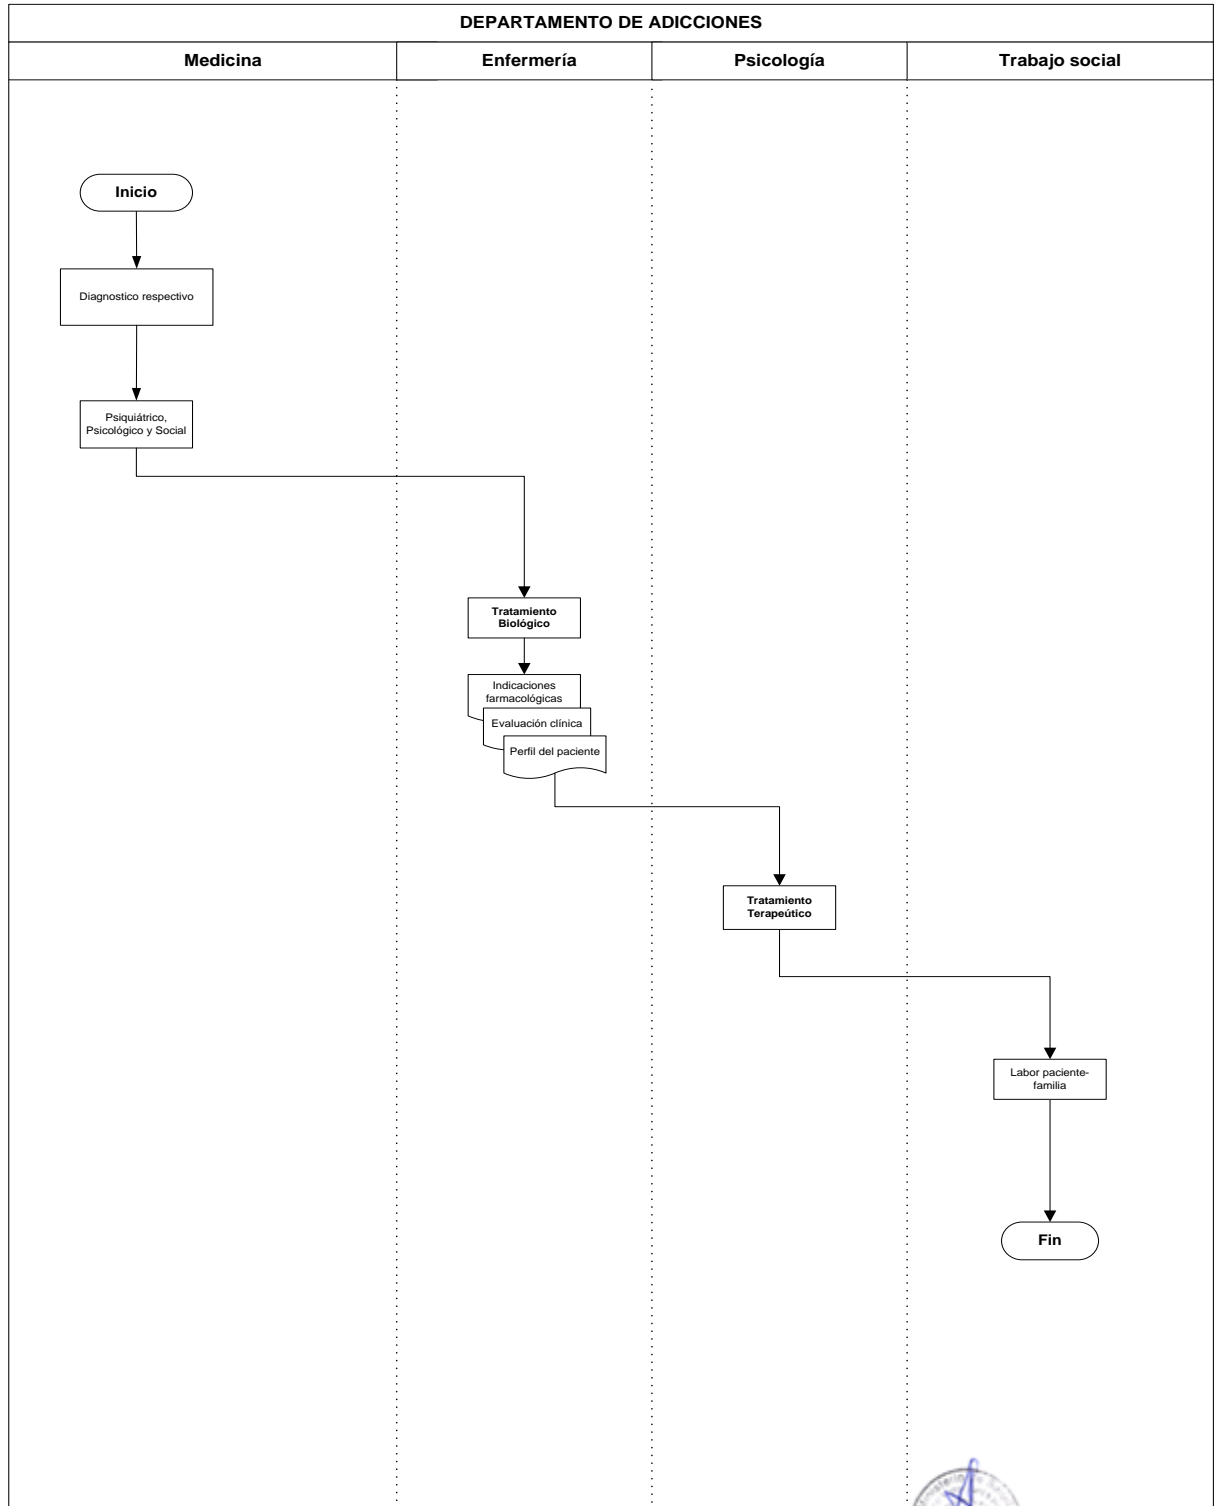 DEPARTAMENTO DE ADICCIONES
Medicina
Enfermería
Psicología
Trabajo social
Inicio
Diagnostico respectivo
Psiquiátrico,
Psicológico y Social
Tratamiento
Biológico
Indicaciones
farmacológicas
Evaluación clínica
Perfil del paciente
Tratamiento
Terapeútico
Labor paciente-
familia
Fin